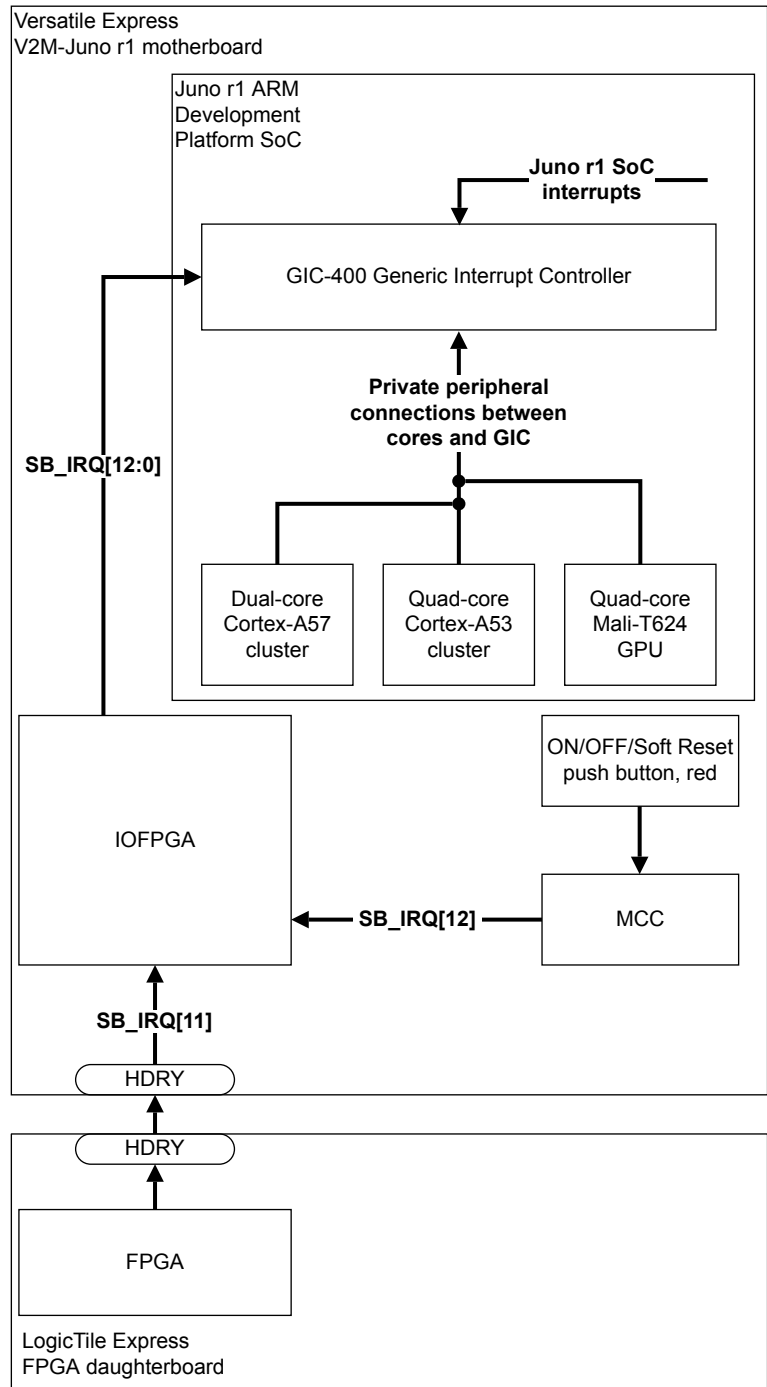 Versatile Express
V2M-Juno r1 motherboard
Juno r1 ARM
Development
Platform SoC
Juno r1 SoC
interrupts
GIC-400 Generic Interrupt Controller
Private peripheral
connections between
cores and GIC
SB_IRQ[12:0]
Dual-core
Cortex-A57
cluster
Quad-core
Cortex-A53
cluster
Quad-core
Mali-T624
GPU
ON/OFF/Soft Reset
push button, red
IOFPGA
SB_IRQ[12]
MCC
SB_IRQ[11]
HDRY
HDRY
FPGA
LogicTile Express
FPGA daughterboard